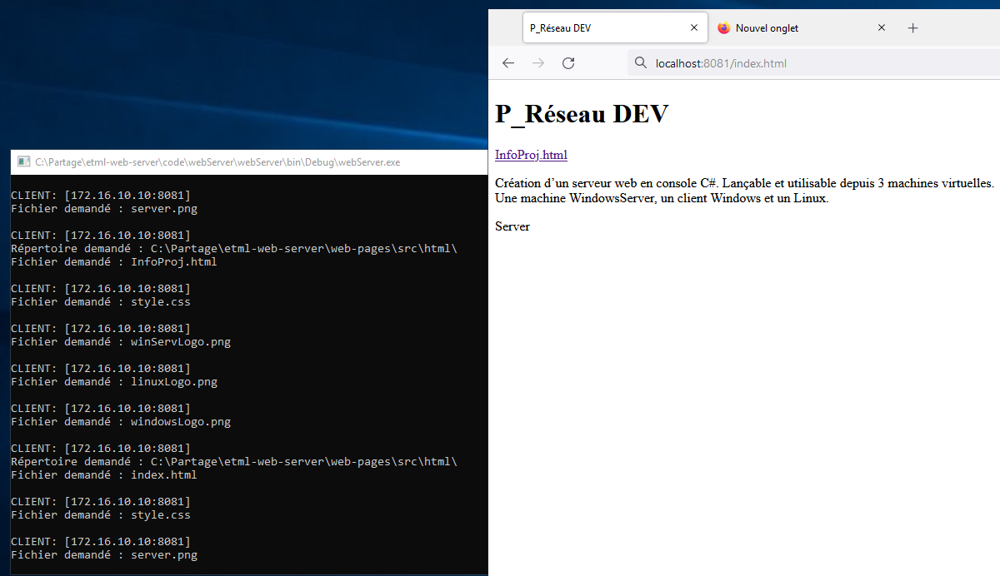 C:\Partage\etml-web-server\code\webServer\webServer\bin\Debug\webServer.exe
CLIENT: [172.16.10.10:8081]
Fichier demandé : server.png
CLIENT: [172.16.10.10:8081]
Répertoire demandé : C:\Partage\etml-web-server\web-pages\src\html\
Fichier demandé : InfoProj.html
CLIENT: [172.16.10.10:8081]
Fichier demandé : style.css
CLIENT: [172.16.10.10:8081]
Fichier demandé : winServLogo.png
CLIENT: [172.16.10.10:8081]
Fichier demandé : linuxLogo.png
CLIENT: [172.16.10.10:8081]
Fichier demandé : windowsLogo.png
CLIENT: [172.16.10.10:8081]
Répertoire demandé : C:\Partage\etml-web-server\web-pages\src\html\
Fichier demandé : index.html
CLIENT: [172.16.10.10:8081]
Fichier demandé : style.css
CLIENT: [172.16.10.10:8081]
Fichier demandé : server.png
P_Réseau DEV
Nouvel onglet
localhost:8081/index.html
P_Réseau DEV
InfoProj.html
Création d’un serveur web en console C#. Lançable et utilisable depuis 3 machines virtuelles.
Une machine WindowsServer, un client Windows et un Linux.
Server